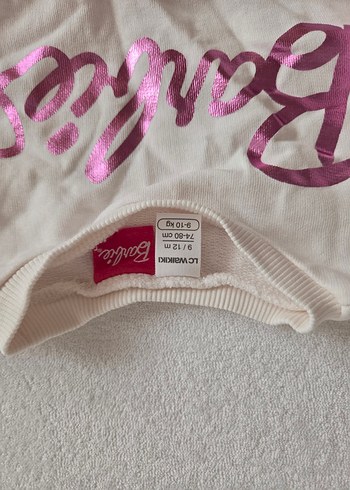 Barbie
Barbie
LC WAIKIKI
9 / 12 m
74-80 cm
9-10 kg